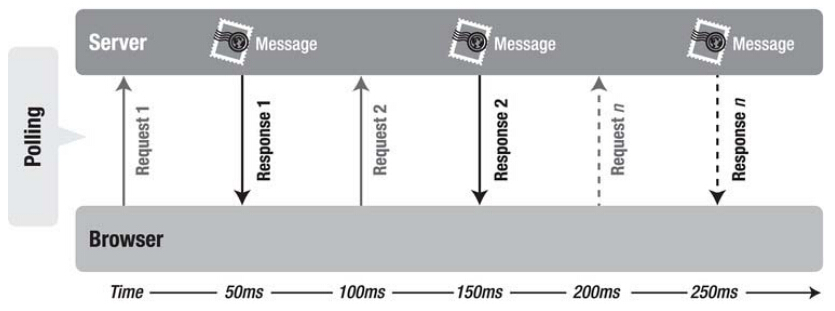 Server
Message
Message
Message
Polling
Request 1
Response 1
Request 2
Response 2
Request n
Response n
Browser
Time 50ms 100ms 150ms 200ms 250ms